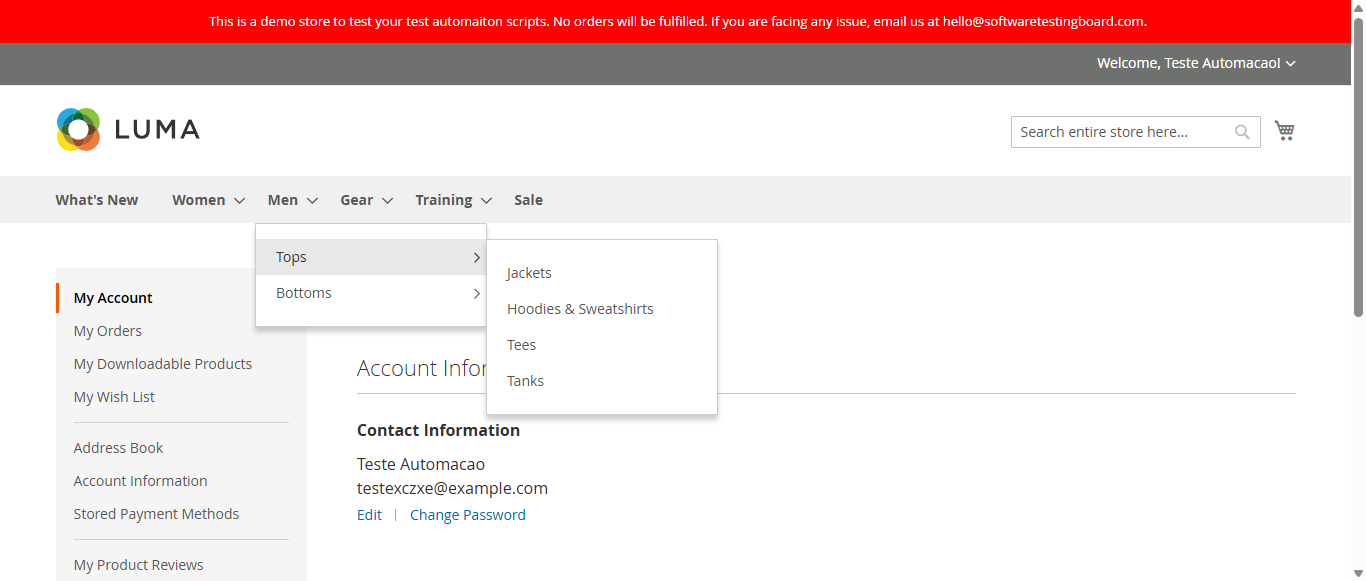 This is a demo store to test your test automaiton scripts. No orders will be fulfilled. If you are facing any issue, email us at hello@softwaretestingboard.com.
Welcome, Teste Automacao!
LUMA
Search entire store here...
What's New Women Men Gear Training Sale
Tops
Bottoms
Jackets
Hoodies & Sweatshirts
Tees
Tanks
My Account
My Orders
My Downloadable Products
My Wish List
Address Book
Account Information
Stored Payment Methods
My Product Reviews
Account Infor
Contact Information
Teste Automacao
testexczxe@example.com
Edit | Change Password